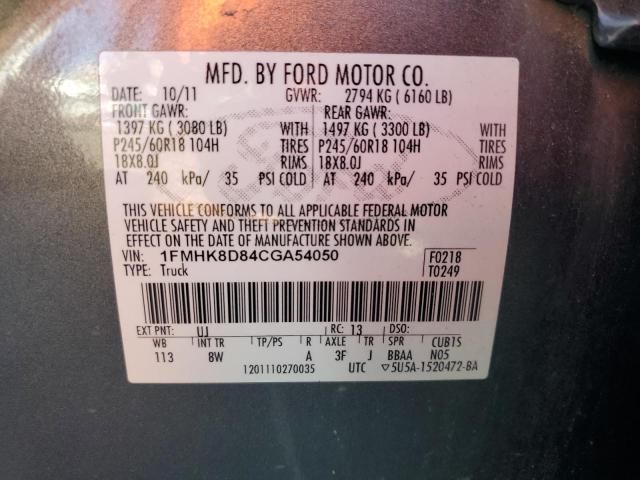 MFD. BY FORD MOTOR CO.
DATE: 10/11 GVWR: 2794 KG ( 6160 LB)
FRONT GAWR: REAR GAWR:
1397 KG ( 3080 LB) WITH 1497 KG ( 3300 LB) WITH
P245/60R18 104H TIRES P245/60R18 104H TIRES
18X8.0J RIMS 18X8.0J RIMS
AT 240 kPa/ 35 PSI COLD AT 240 kPa/ 35 PSI COLD
THIS VEHICLE CONFORMS TO ALL APPLICABLE FEDERAL MOTOR
VEHICLE SAFETY AND THEFT PREVENTION STANDARDS IN
EFFECT ON THE DATE OF MANUFACTURE SHOWN ABOVE.
VIN: 1FMHK8D84CGA54050 F0218
TYPE: Truck T0249
EXT PNT: UJ RC: 13 DSO:
WB INT TR TP/PS R AXLE TR SPR CUB1S
113 8W A 3F J BBAA N05
1201110270035 UTC ▽5U5A-1520472-BA